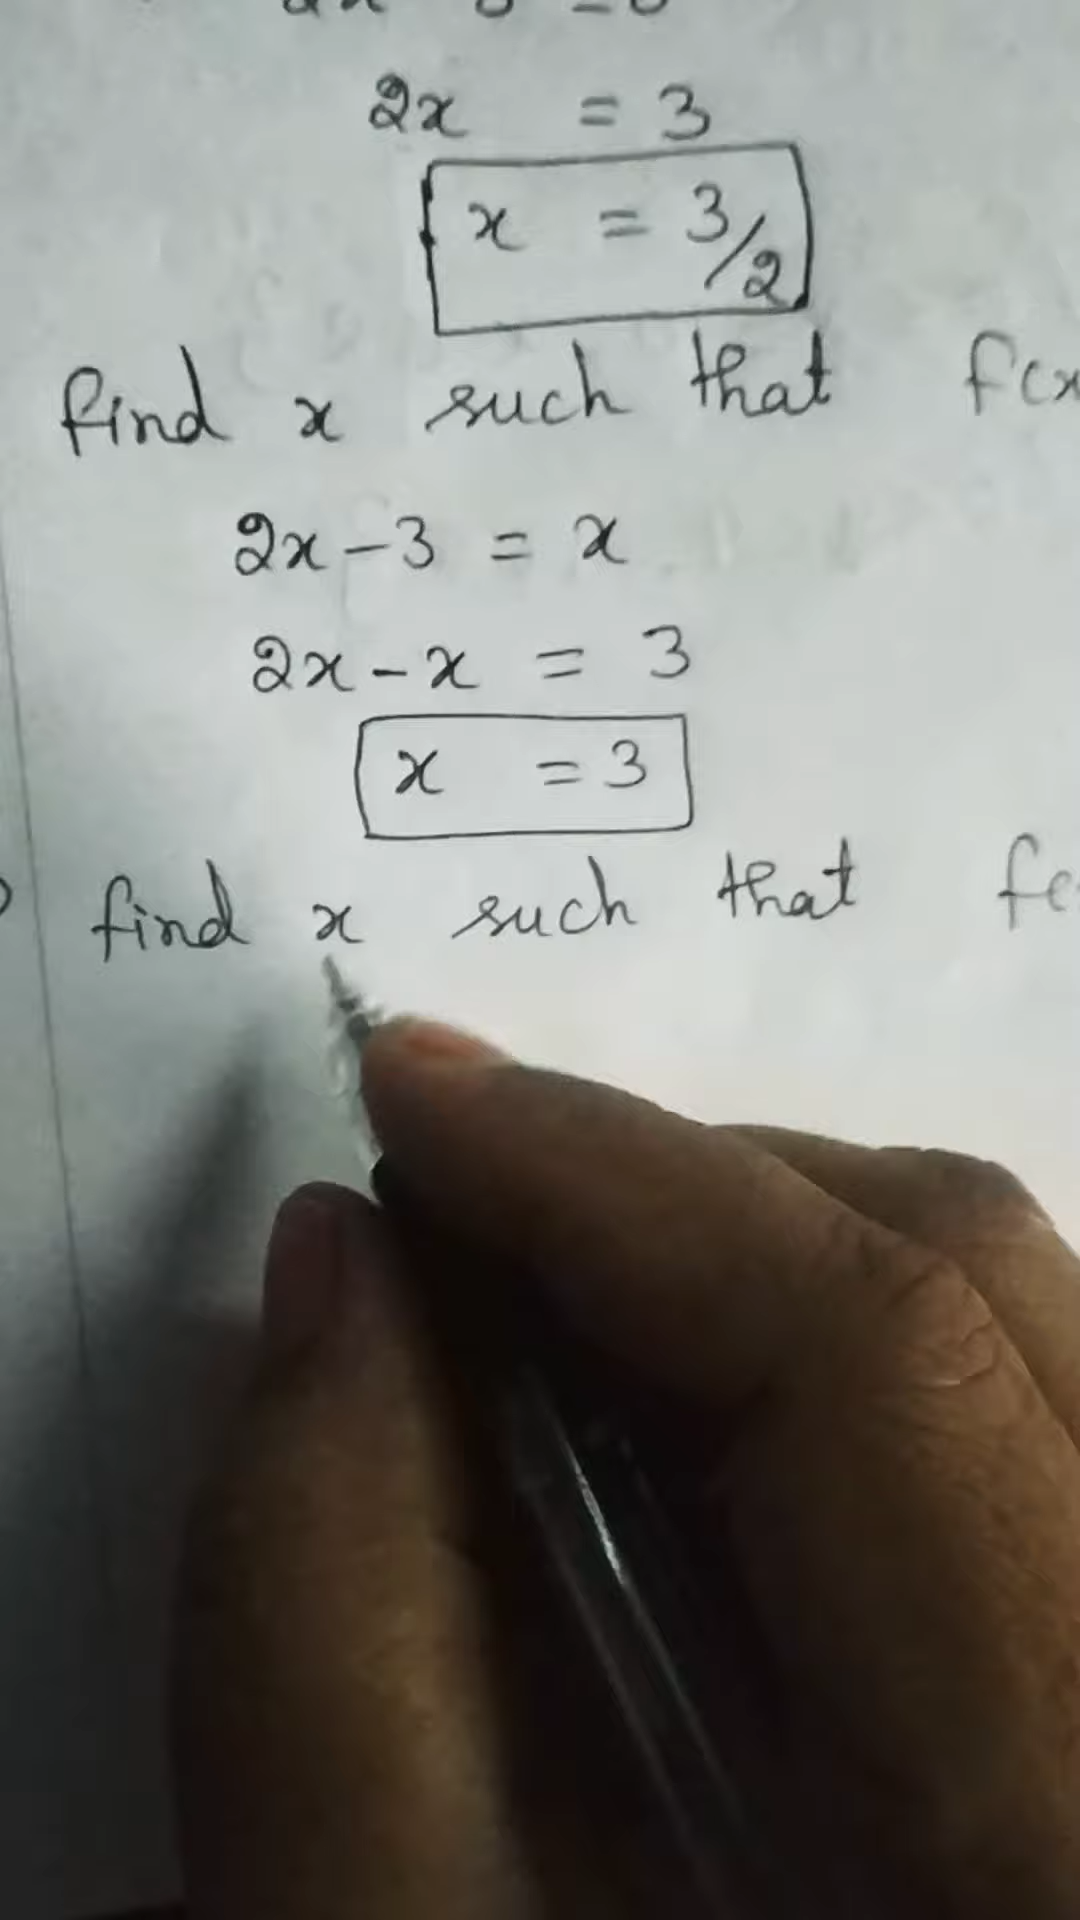 2x = 3
x = 3/2
find x such that f(x
2x-3 = x
2x-x = 3
x = 3
find x such that